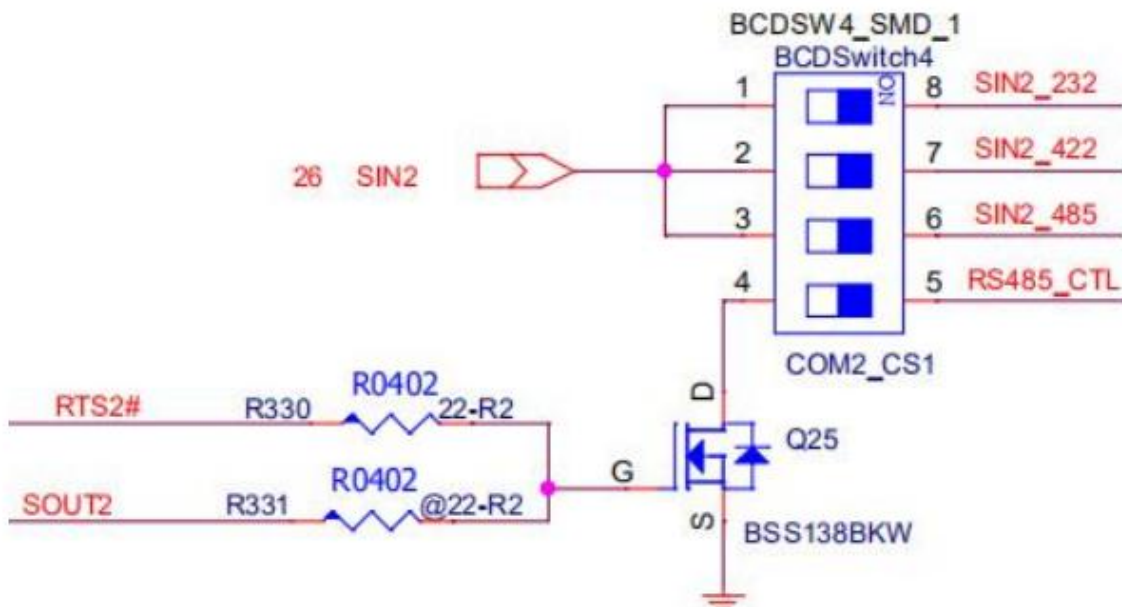 BCDSW4_SMD_1
BCDSwitch4
ON
1 8 SIN2_232
2 7 SIN2_422
26 SIN2
3 6 SIN2_485
4 5 RS485_CTL
COM2_CS1
D
R0402
RTS2# R330 22-R2
Q25
G
R0402
SOUT2 R331 @22-R2
S
BSS138BKW